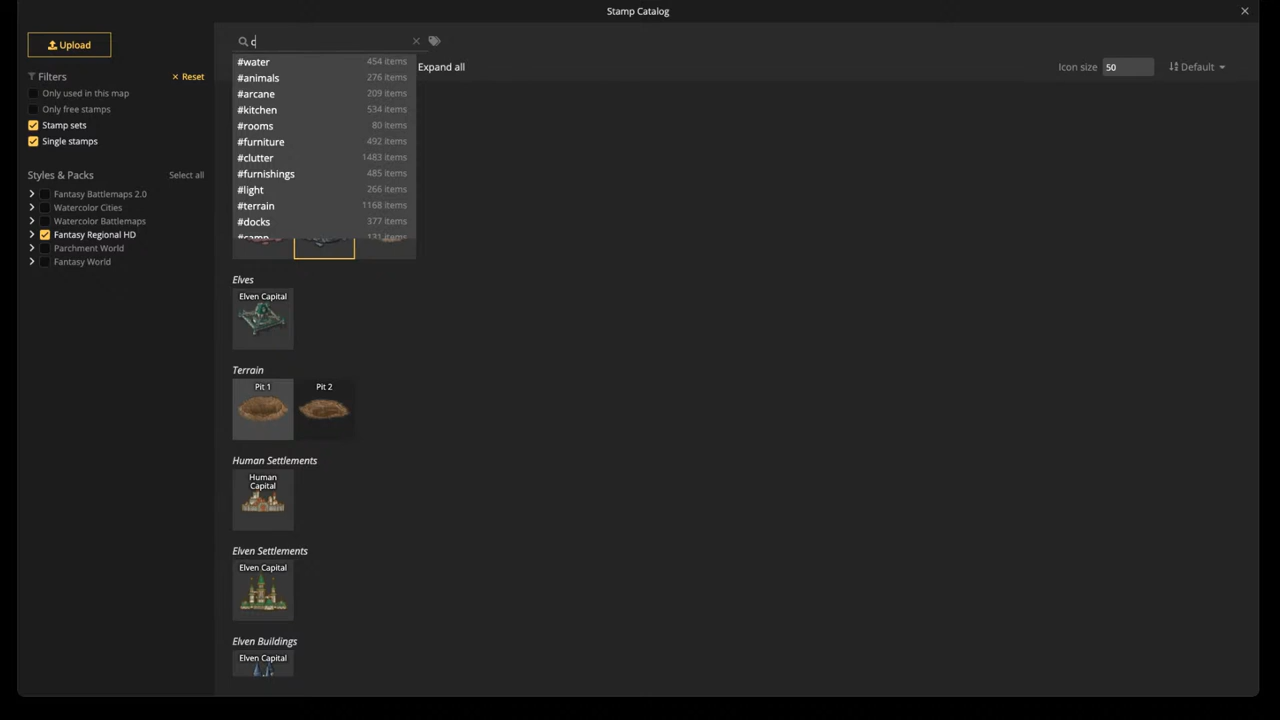 Stamp Catalog
Upload
Filters
Reset
Only used in this map
Only free stamps
Stamp sets
Single stamps
Styles & Packs
Select all
Fantasy Battlemaps 2.0
Watercolor Cities
Watercolor Battlemaps
Fantasy Regional HD
Parchment World
Fantasy World
c
#water 454 items
#animals 276 items
#arcane 209 items
#kitchen 534 items
#rooms 80 items
#furniture 492 items
#clutter 1483 items
#furnishings 485 items
#light 266 items
#terrain 1168 items
#docks 377 items
#camp 131 items
Expand all
Icon size 50
Default
Elves
Elven Capital
Terrain
Pit 1
Pit 2
Human Settlements
Human
Capital
Elven Settlements
Elven Capital
Elven Buildings
Elven Capital